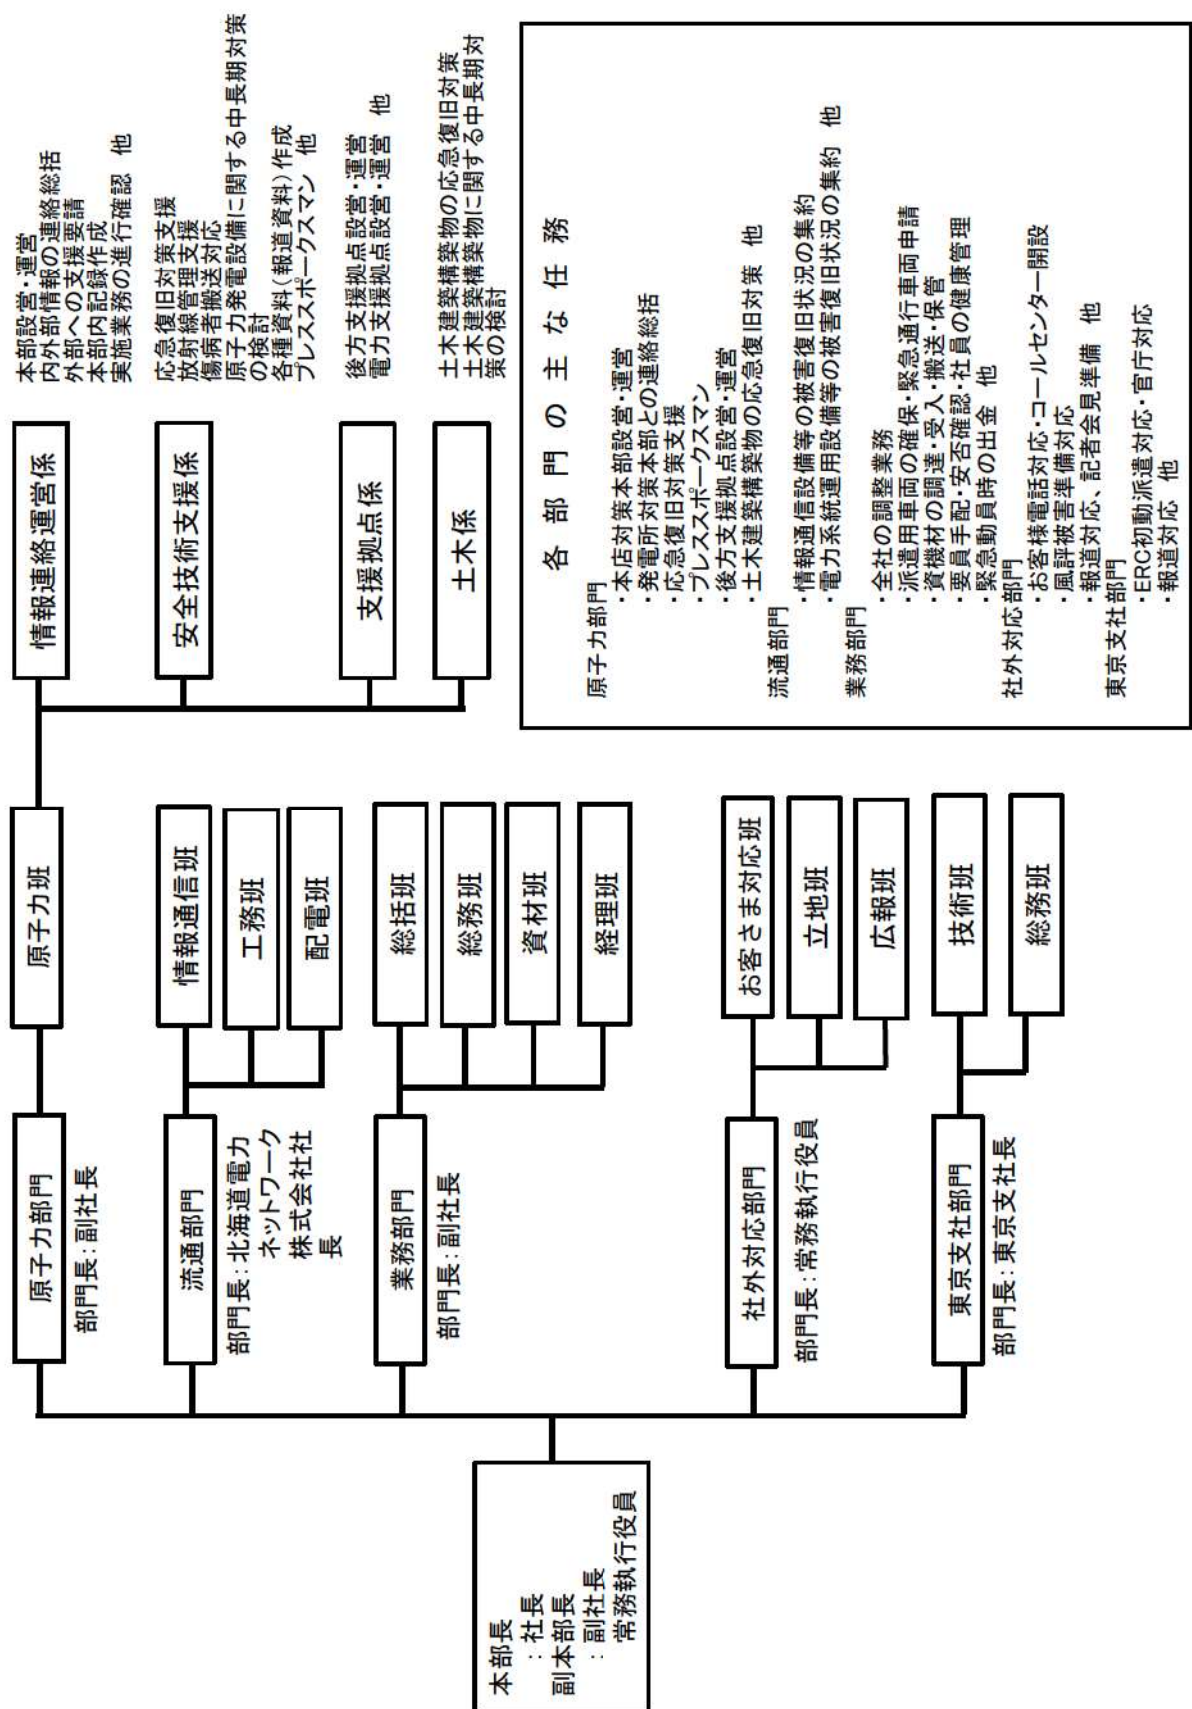 本部長
：社長
副本部長
：副社長
常務執行役員
原子力部門
部門長：副社長
流通部門
部門長：北海道電力
ネットワーク
株式会社社
長
業務部門
部門長：副社長
社外対応部門
部門長：常務執行役員
東京支社部門
部門長：東京支社長
原子力班
情報通信班
工務班
配電班
総括班
総務班
資材班
経理班
お客さま対応班
立地班
広報班
技術班
総務班
情報連絡運営係
本部設営・運営
内外部情報の連絡総括
外部への支援要請
本部内記録作成
実施業務の進行確認　他
安全技術支援係
応急復旧対策支援
放射線管理支援
傷病者搬送対応
原子力発電設備に関する中長期対策
の検討
各種資料（報道資料）作成
プレススポークスマン　他
支援拠点係
後方支援拠点設営・運営
電力支援拠点設営・運営　他
土木係
土木建築構築物の応急復旧対策
土木建築構築物に関する中長期対
策の検討
各部門の主な任務
原子力部門
・本店対策本部設営・運営
・発電所対策本部との連絡総括
・応急復旧対策支援
・プレススポークスマン
・後方支援拠点設営・運営
・土木建築構築物の応急復旧対策　他
流通部門
・情報通信設備等の被害復旧状況の集約
・電力系統運用設備等の被害復旧状況の集約　他
業務部門
・全社の調整業務
・派遣用車両の確保・緊急通行車両申請
・資機材の調達・受入・搬送・保管
・要員手配・安否確認・社員の健康管理
・緊急動員時の出金　他
社外対応部門
・お客様電話対応・コールセンター開設
・風評被害準備対応
・報道対応、記者会見準備　他
東京支社部門
・ERC初動派遣対応・官庁対応
・報道対応　他